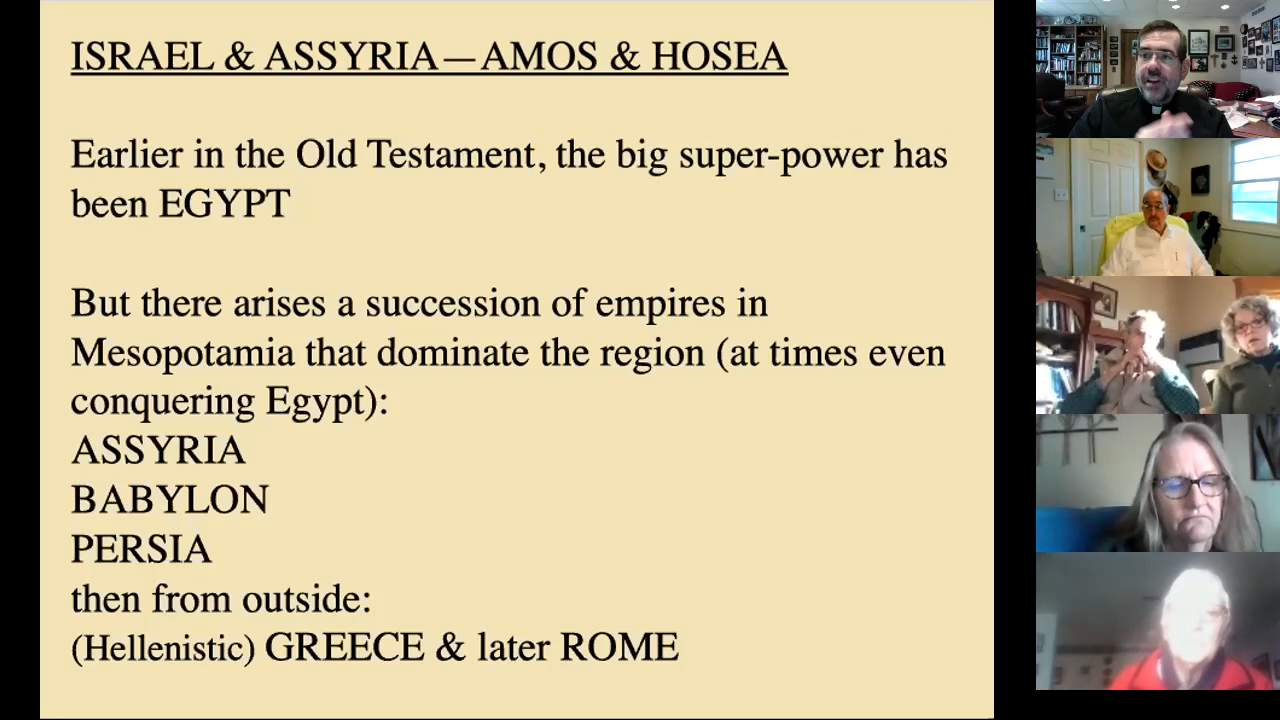 ISRAEL & ASSYRIA—AMOS & HOSEA
Earlier in the Old Testament, the big super-power has
been EGYPT
But there arises a succession of empires in
Mesopotamia that dominate the region (at times even
conquering Egypt):
ASSYRIA
BABYLON
PERSIA
then from outside:
(Hellenistic) GREECE & later ROME